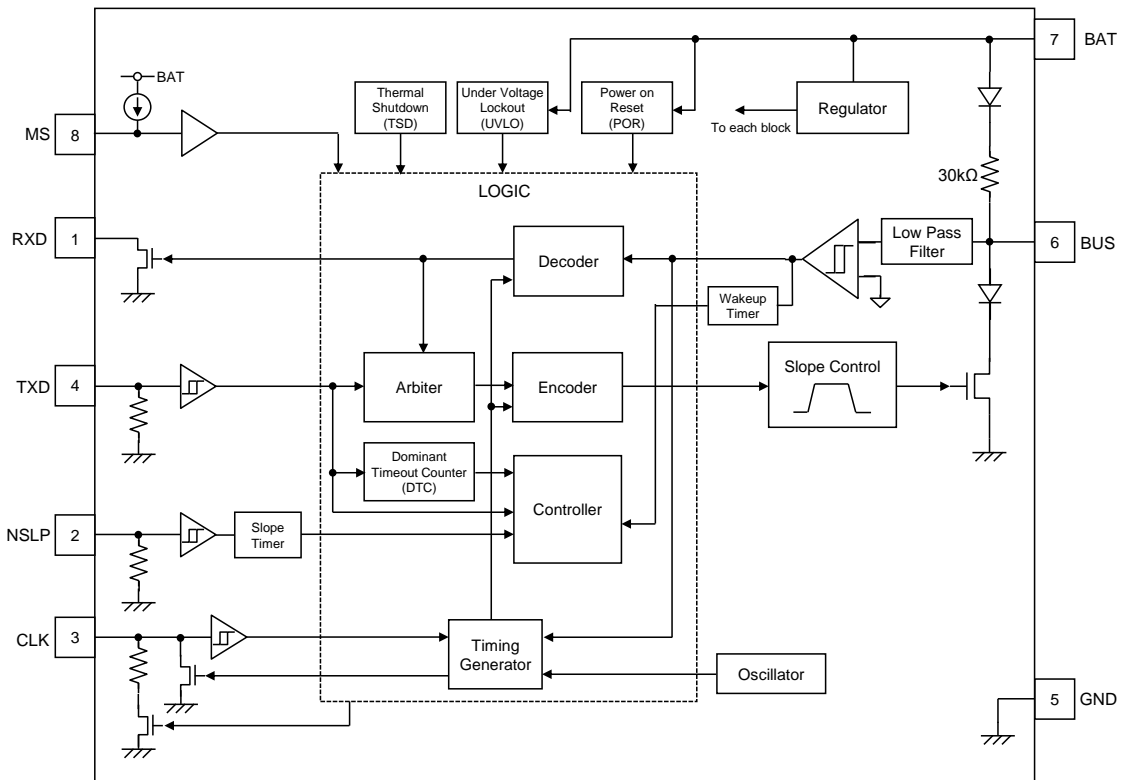 7
BAT
BAT
Thermal
Shutdown
(TSD)
Under Voltage
Lockout
(UVLO)
Power on
Reset
(POR)
Regulator
To each block
MS
8
LOGIC
30kΩ
RXD
1
Decoder
Low Pass
Filter
6
BUS
Wakeup
Timer
TXD
4
Arbiter
Encoder
Slope Control
Dominant
Timeout Counter
(DTC)
Controller
NSLP
2
Slope
Timer
CLK
3
Timing
Generator
Oscillator
5
GND